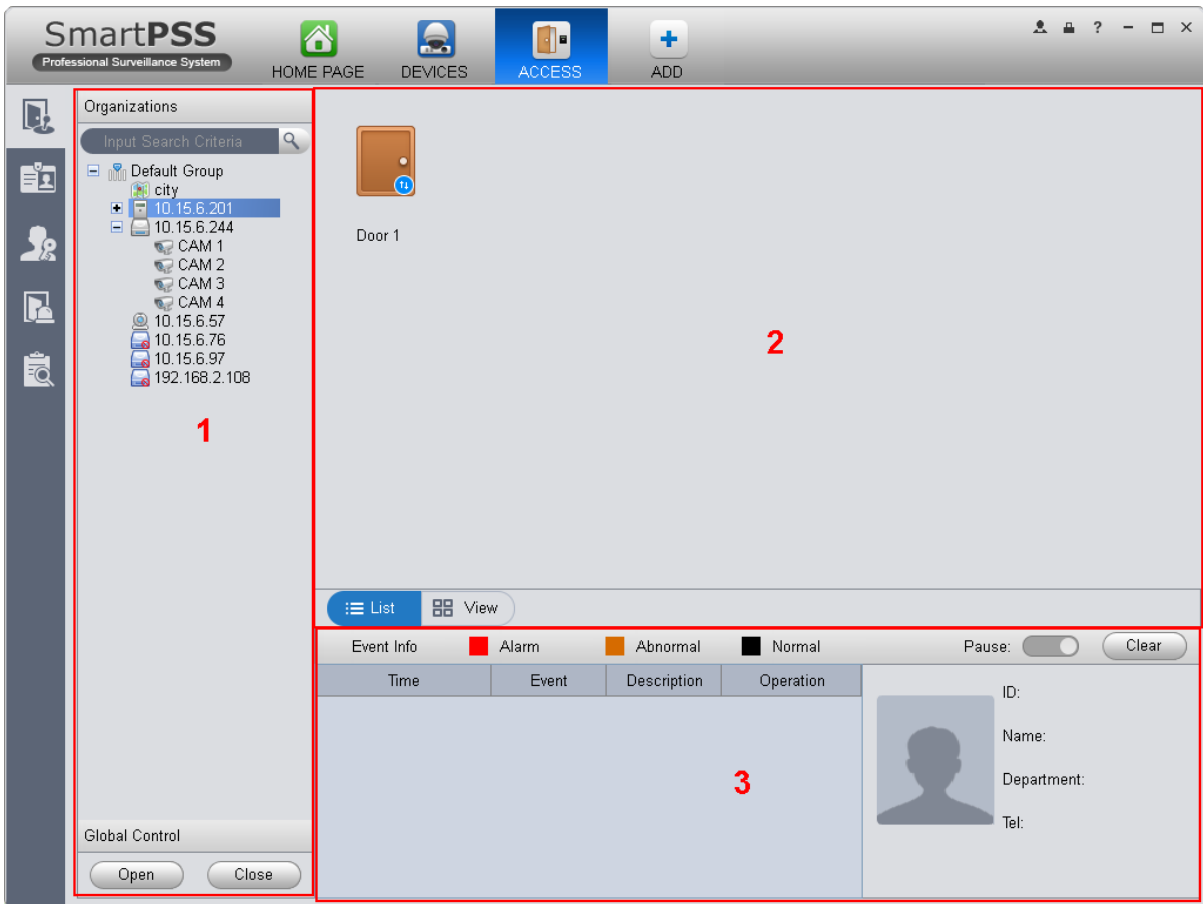 SmartPSS
Professional Surveillance System
HOME PAGE
DEVICES
ACCESS
ADD
?
Organizations
Input Search Criteria
Default Group
city
10.15.6.201
10.15.6.244
CAM 1
CAM 2
CAM 3
CAM 4
10.15.6.57
10.15.6.76
10.15.6.97
192.168.2.108
1
Global Control
Open Close
Door 1
2
List View
Event Info Alarm Abnormal Normal Pause: Clear
Time Event Description Operation
3
ID:
Name:
Department:
Tel: